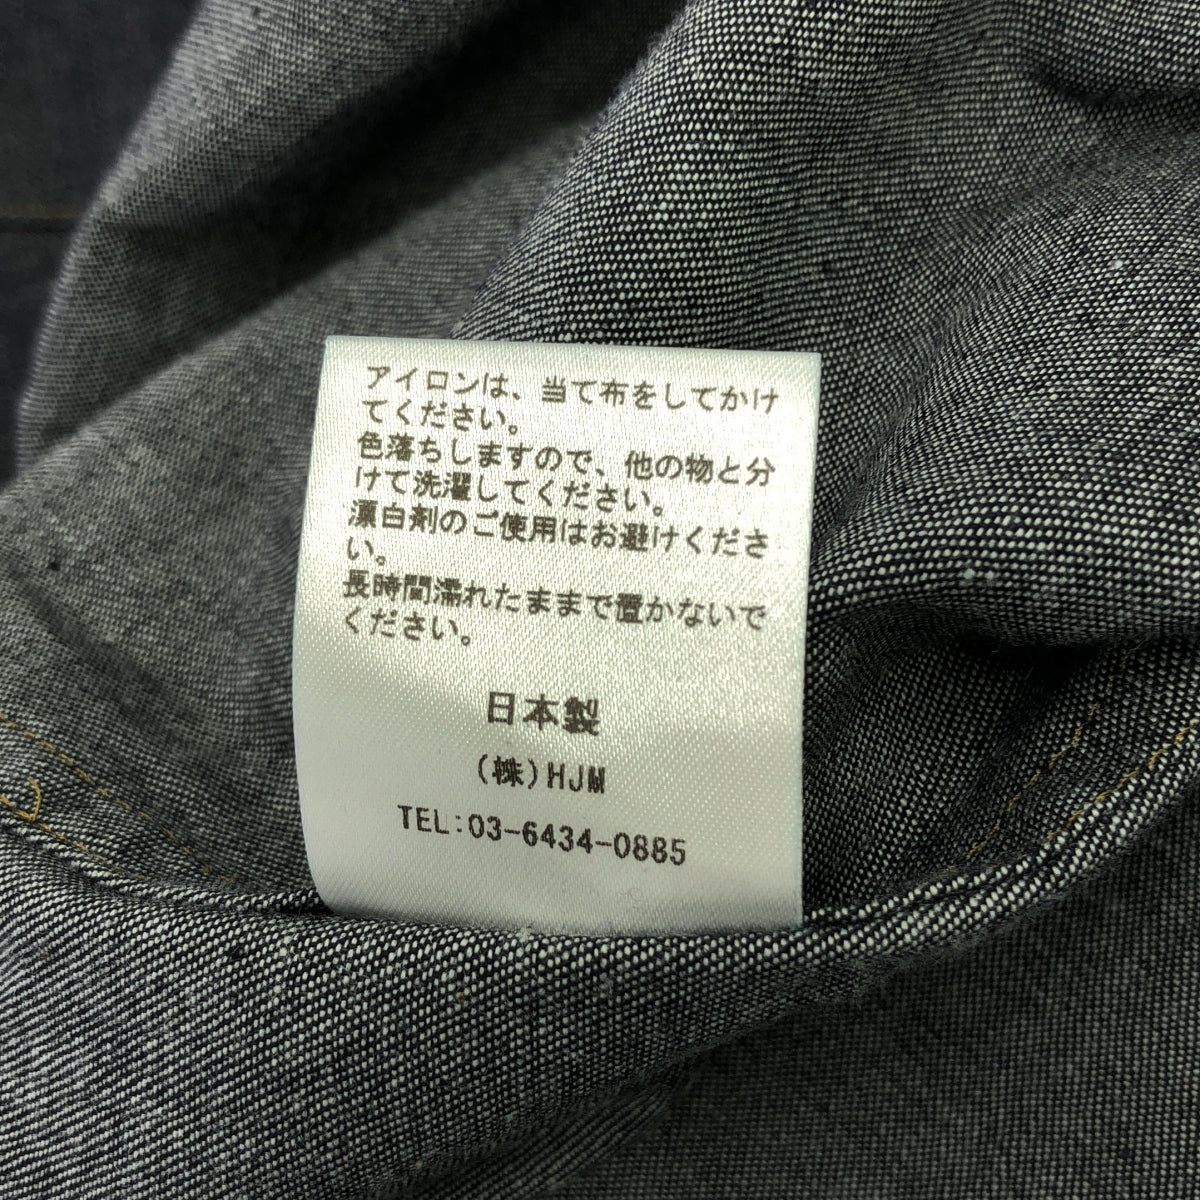 アイロンは、当て布をしてかけ
てください。
色落ちしますので、他の物と分
けて洗濯してください。
漂白剤のご使用はお避けくださ
い。
長時間濡れたままで置かないで
ください。
日本製
(株)HJM
TEL:03-6434-0885